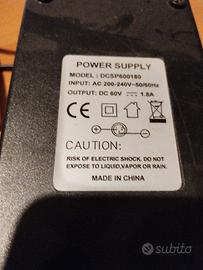 POWER SUPPLY
MODEL : DCSP600180
INPUT: AC 200-240V~50/60Hz
OUTPUT: DC 60V ⎓ 1.8A
CE
CAUTION:
RISK OF ELECTRIC SHOCK, DO NOT
EXPOSE TO LIQUID,VAPOR OR RAIN.
MADE IN CHINA
subito